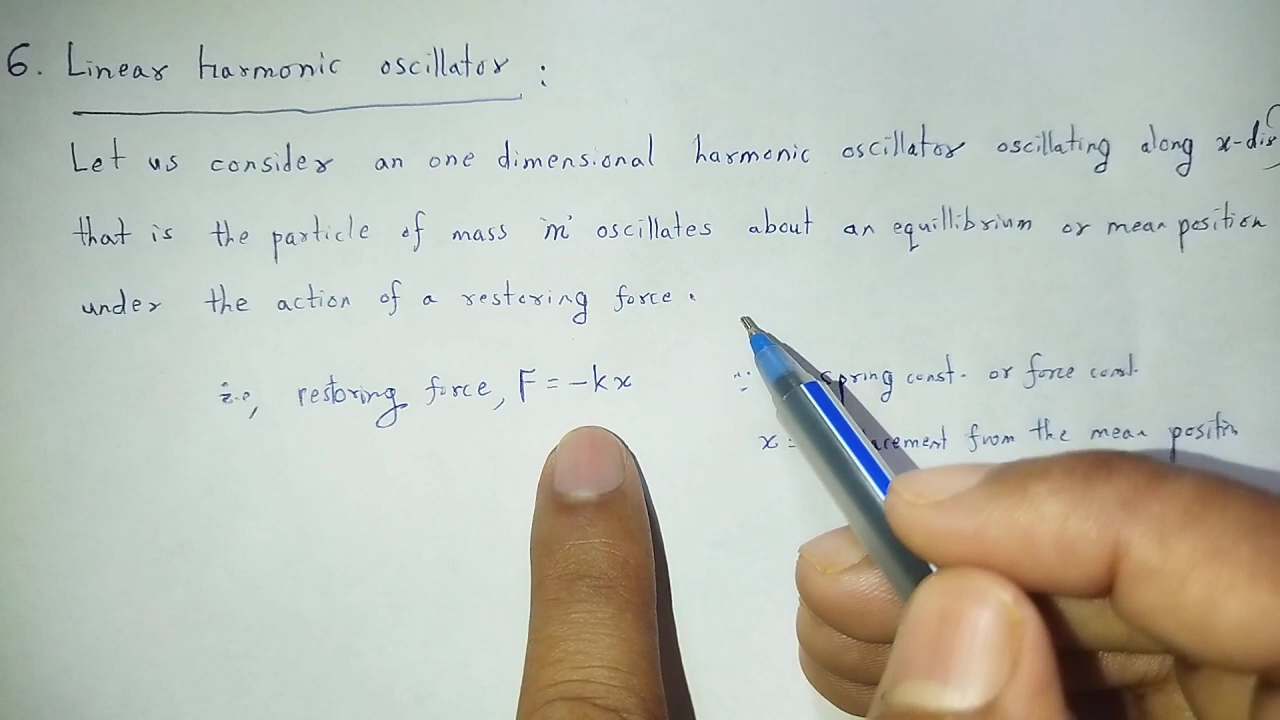 6. Linear harmonic oscillator :
Let us consider an one dimensional harmonic oscillator oscillating along x-dir
that is the particle of mass 'm' oscillates about an equillibrium or mean position
under the action of a restoring force.
i.e., restoring force, F = -kx
∵ spring const. or force const.
x = from the mean position